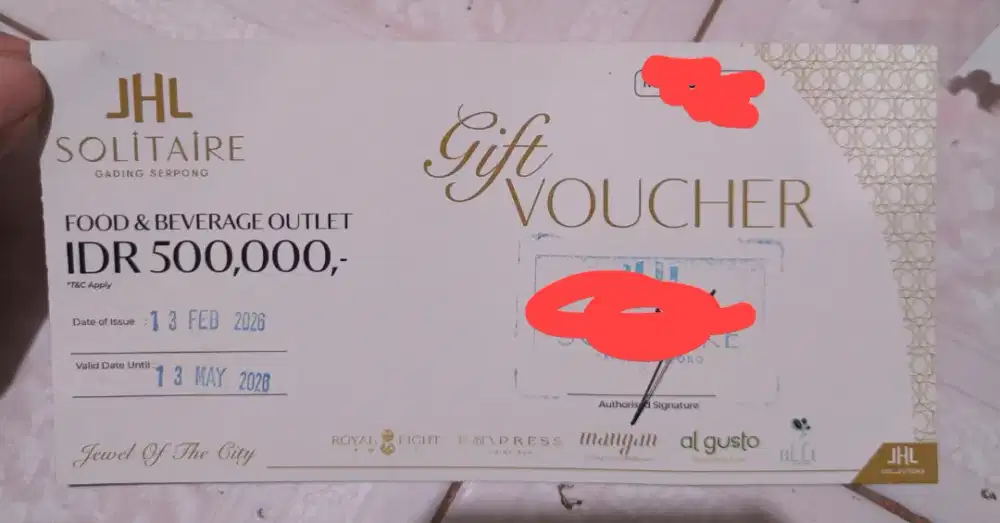 JHL
SOLITAIRE
GADING SERPONG
Gift
VOUCHER
FOOD & BEVERAGE OUTLET
IDR 500,000,-
*T&C Apply
Date of Issue : 13 FEB 2026
Valid Date Until : 13 MAY 2026
Authorised Signature
Jewel Of The City
ROYAL 8 EIGHT
EMPRESS
mangan
al gusto
BLEU
JHL
COLLECTIONS